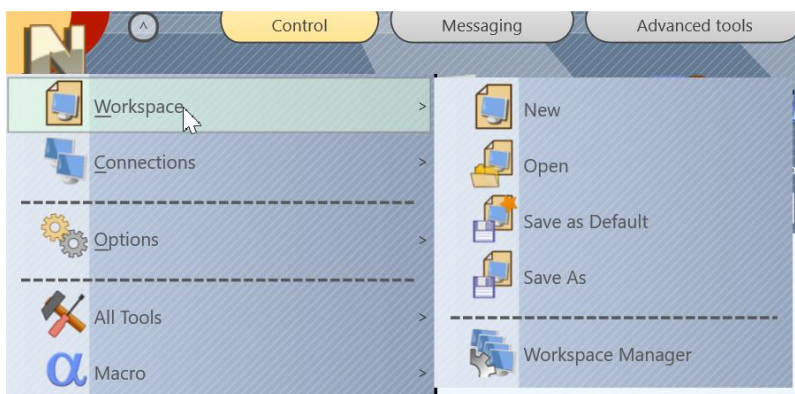 N
Control
Messaging
Advanced tools
Workspace
New
Connections
Open
Save as Default
Options
Save As
All Tools
Workspace Manager
α Macro